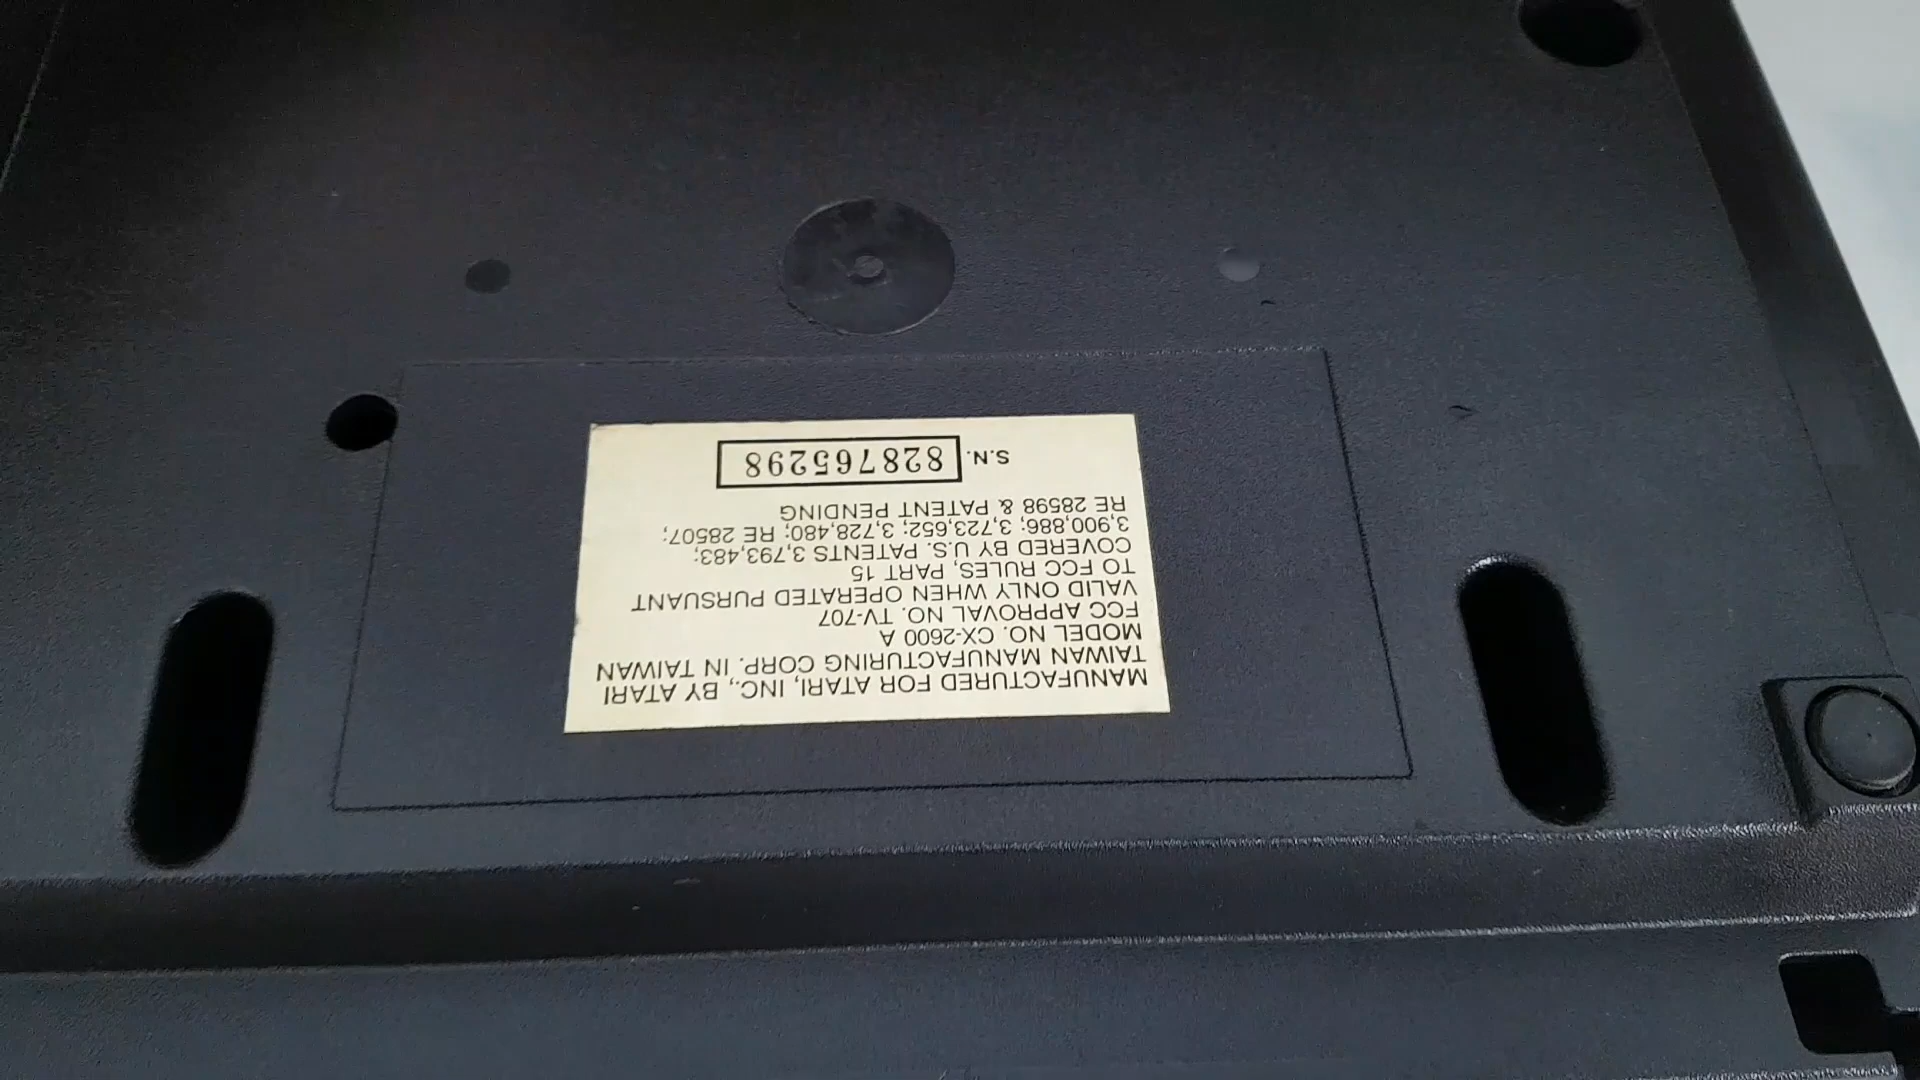 MANUFACTURED FOR ATARI, INC., BY ATARI
TAIWAN MANUFACTURING CORP. IN TAIWAN
MODEL NO. CX-2600 A
FCC APPROVAL NO. TV-707
VALID ONLY WHEN OPERATED PURSUANT
TO FCC RULES, PART 15
COVERED BY U.S. PATENTS 3,793,483;
3,900,886; 3,723,652; 3,728,480; RE 28507;
RE 28598 & PATENT PENDING
S.N. 828765298